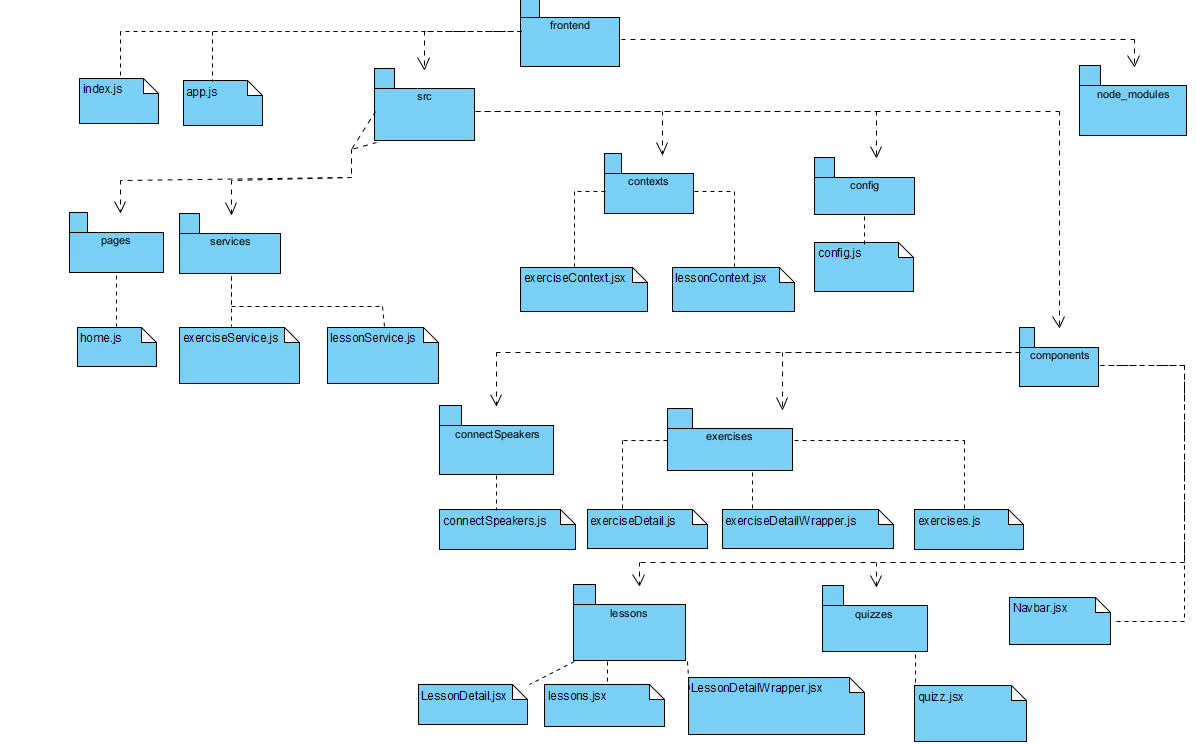 frontend
index.js
app.js
src
node_modules
contexts
config
pages
services
config.js
exerciseContext.jsx
lessonContext.jsx
home.js
exerciseService.js
lessonService.js
components
connectSpeakers
exercises
connectSpeakers.js
exerciseDetail.js
exerciseDetailWrapper.js
exercises.js
lessons
quizzes
Navbar.jsx
LessonDetail.jsx
lessons.jsx
LessonDetailWrapper.jsx
quizz.jsx